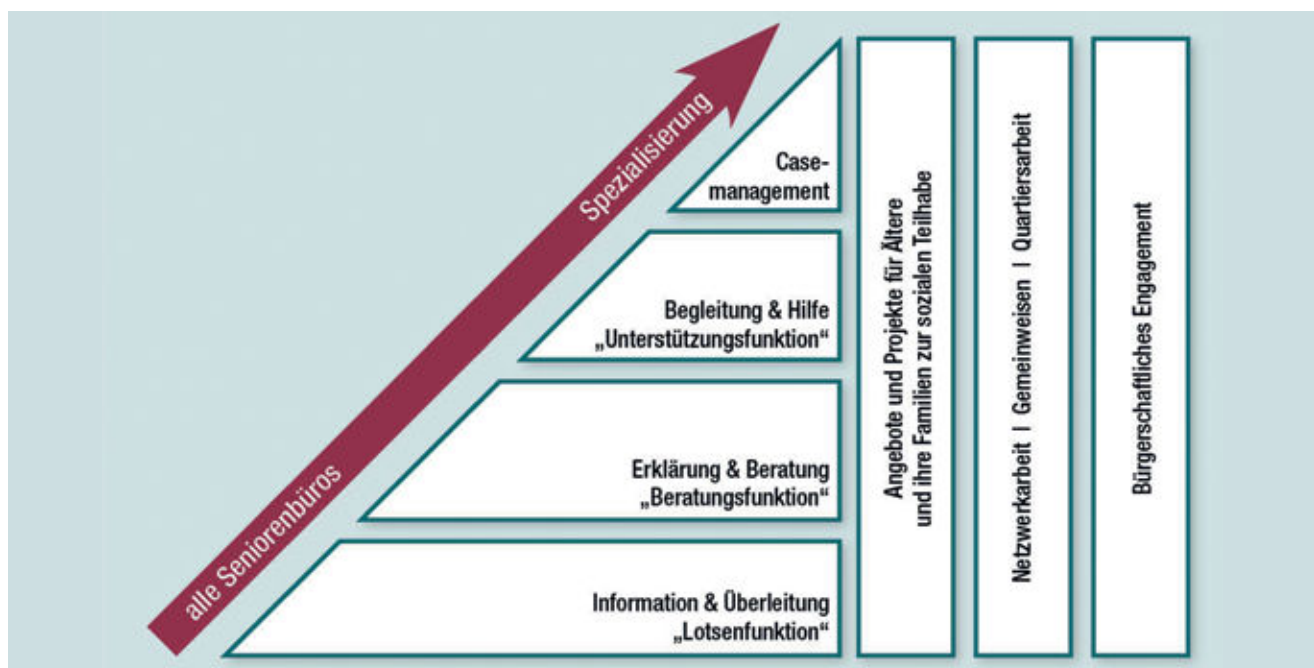 alle Seniorenbüros
Spezialisierung
Case-
management
Begleitung & Hilfe
„Unterstützungsfunktion“
Erklärung & Beratung
„Beratungsfunktion“
Information & Überleitung
„Lotsenfunktion“
Angebote und Projekte für Ältere
und ihre Familien zur sozialen Teilhabe
Netzwerkarbeit I Gemeinweisen I Quartiersarbeit
Bürgerschaftliches Engagement